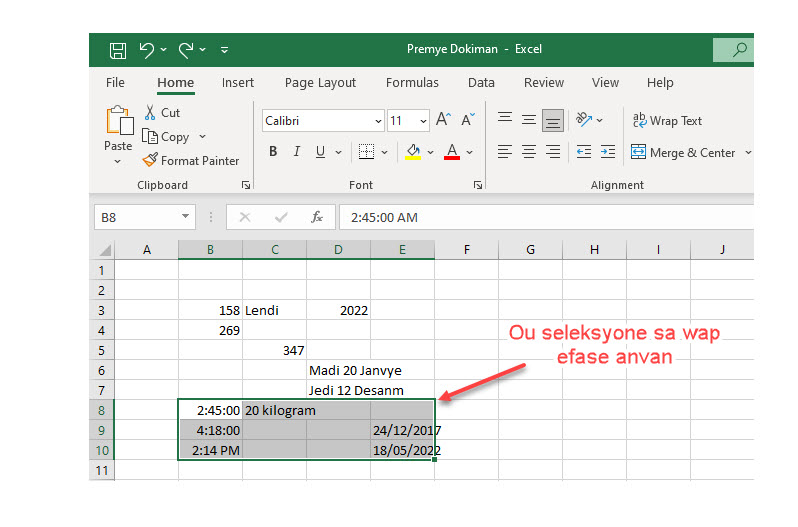 Premye Dokiman - Excel
File Home Insert Page Layout Formulas Data Review View Help
Cut
Copy
Format Painter
Paste
Calibri 11 A A
B I U A
ab Wrap Text
Merge & Center
Clipboard Font Alignment
B8 fx 2:45:00 AM
A B C D E F G H I J
1
2
3 158 Lendi 2022
4 269
5 347
6 Madi 20 Janvye
7 Jedi 12 Desanm
8 2:45:00 20 kilogram
9 4:18:00 24/12/2017
10 2:14 PM 18/05/2022
11
Ou seleksyone sa wap
efase anvan